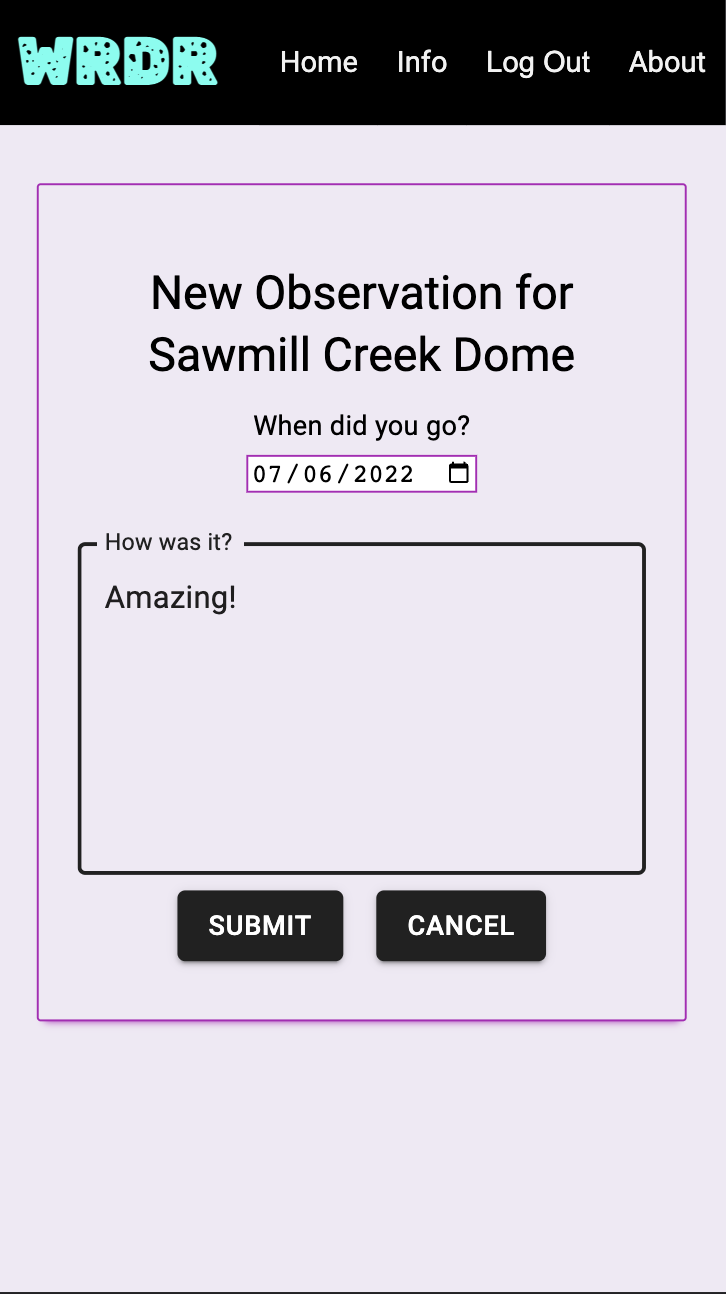 WRDR Home Info Log Out About
New Observation for
Sawmill Creek Dome
When did you go?
07/06/2022
How was it?
Amazing!
SUBMIT CANCEL